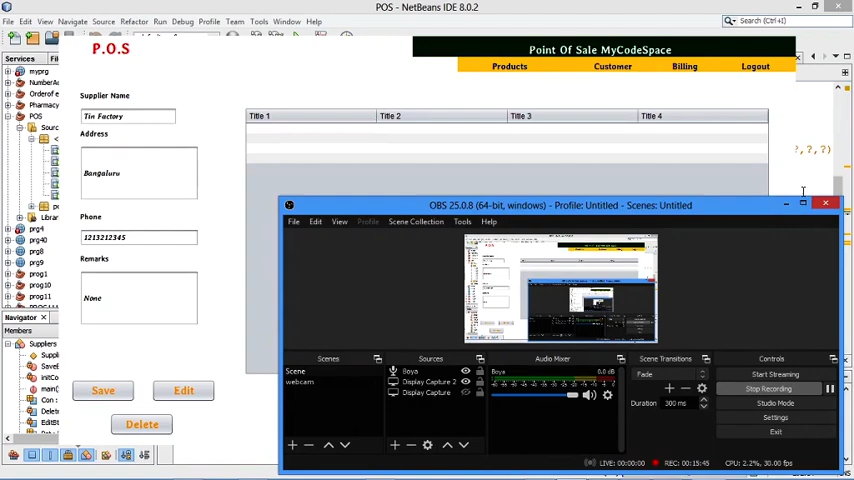 POS - NetBeans IDE 8.0.2
File Edit View Navigate Source Refactor Run Debug Profile Team Tools Window Help
Search (Ctrl+I)
P.O.S
Point Of Sale MyCodeSpace
Products Customer Billing Logout
Services
myprg
POS
prg4
prg40
prg8
prg9
prog1
prog10
prog11
Navigator
Members
Suppliers
Supplier Name
Tin Factory
Address
Bangaluru
Phone
1213212345
Remarks
None
Save Edit
Delete
Title 1 Title 2 Title 3 Title 4
?,?,?)
OBS 25.0.8 (64-bit, windows) - Profile: Untitled - Scenes: Untitled
File Edit View Profile Scene Collection Tools Help
Scenes Sources Audio Mixer Scene Transitions Controls
Scene
webcam
Boya
Display Capture 2
Display Capture
Boya 0.0 dB
Fade
Duration 300 ms
Start Streaming
Stop Recording
Studio Mode
Settings
Exit
LIVE: 00:00:00 REC: 00:15:45 CPU: 2.2%, 30.00 fps